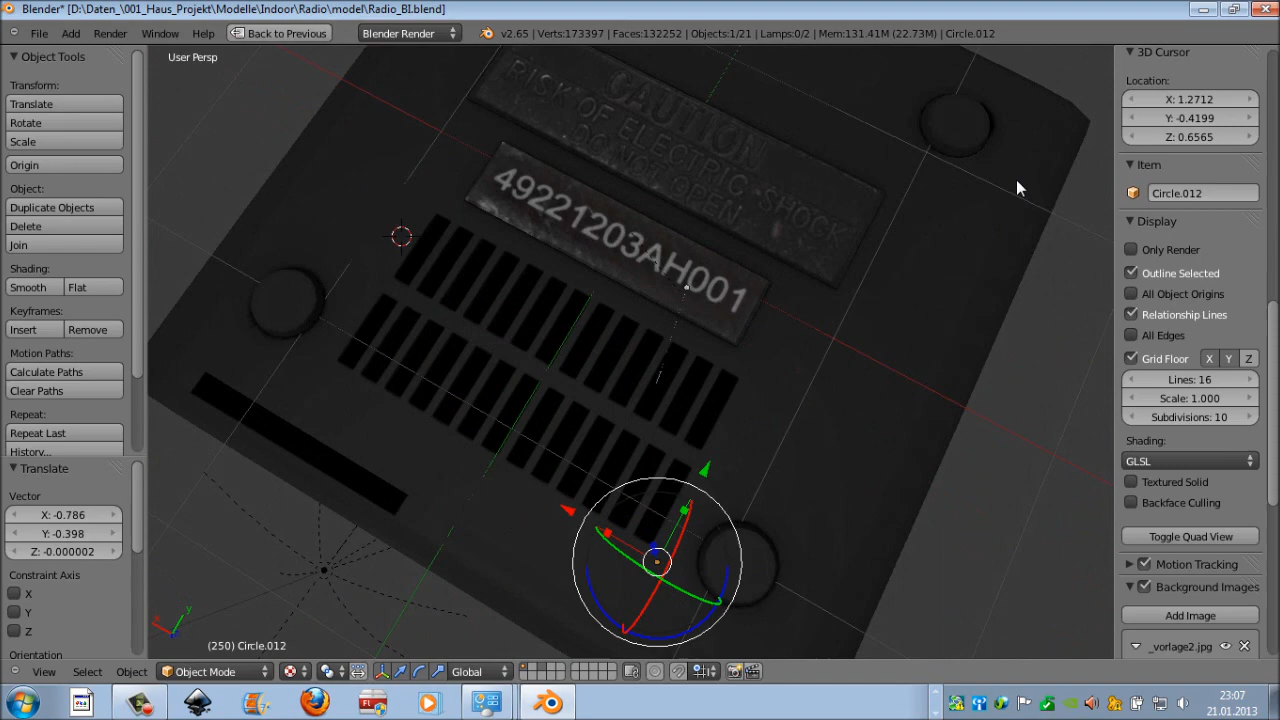 Blender* [D:\Daten_\001_Haus_Projekt\Modelle\Indoor\Radio\model\Radio_BI.blend]
File Add Render Window Help Back to Previous Blender Render v2.65 | Verts:173397 | Faces:132252 | Objects:1/21 | Lamps:0/2 | Mem:131.41M (22.73M) | Circle.012
Object Tools
Transform:
Translate
Rotate
Scale
Origin
Object:
Duplicate Objects
Delete
Join
Shading:
Smooth Flat
Keyframes:
Insert Remove
Motion Paths:
Calculate Paths
Clear Paths
Repeat:
Repeat Last
History...
Translate
Vector
X: -0.786
Y: -0.398
Z: -0.000002
Constraint Axis
X
Y
Z
Orientation
User Persp
CAUTION
RISK OF ELECTRIC SHOCK
DO NOT OPEN
49221203AH001
(250) Circle.012
3D Cursor
Location:
X: 1.2712
Y: -0.4199
Z: 0.6565
Item
Circle.012
Display
Only Render
Outline Selected
All Object Origins
Relationship Lines
All Edges
Grid Floor X Y Z
Lines: 16
Scale: 1.000
Subdivisions: 10
Shading:
GLSL
Textured Solid
Backface Culling
Toggle Quad View
Motion Tracking
Background Images
Add Image
_vorlage2.jpg
View Select Object Object Mode Global
23:07
21.01.2013